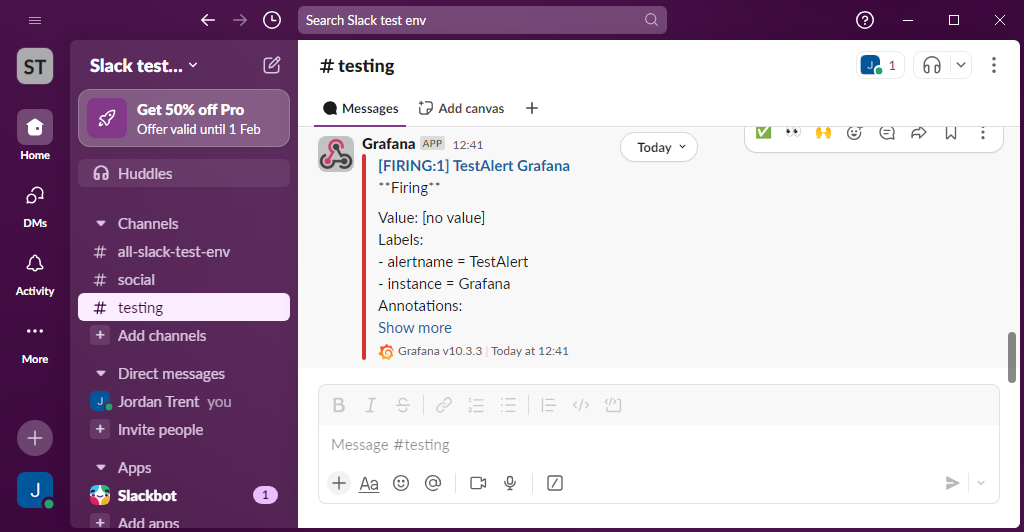 Search Slack test env
ST
Slack test...
Get 50% off Pro
Offer valid until 1 Feb
Home
DMs
Activity
More
Huddles
Channels
# all-slack-test-env
# social
# testing
+ Add channels
Direct messages
J Jordan Trent you
+ Invite people
Apps
Slackbot 1
+ Add apps
+
J
# testing
J 1
Messages
Add canvas
+
Today
Grafana APP 12:41
[FIRING:1] TestAlert Grafana
**Firing**
Value: [no value]
Labels:
- alertname = TestAlert
- instance = Grafana
Annotations:
Show more
Grafana v10.3.3 | Today at 12:41
B I S
Message #testing
+ Aa @